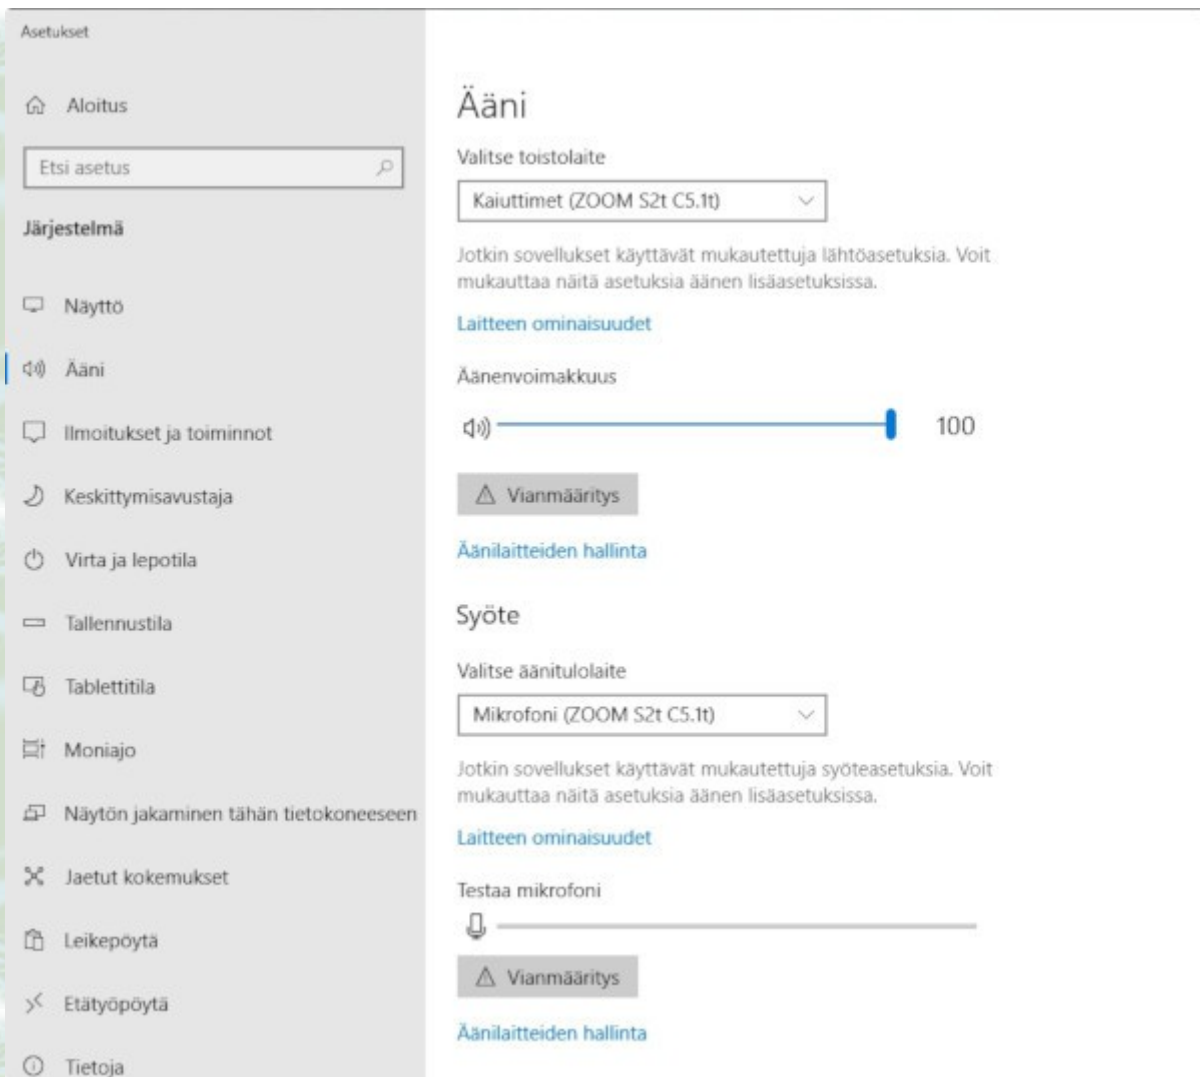 Asetukset
Aloitus
Etsi asetus
Järjestelmä
Näyttö
Ääni
Ilmoitukset ja toiminnot
Keskittymisavustaja
Virta ja lepotila
Tallennustila
Tablettitila
Moniajo
Näytön jakaminen tähän tietokoneeseen
Jaetut kokemukset
Leikepöytä
Etätyöpöytä
Tietoja
Ääni
Valitse toistolaite
Kaiuttimet (ZOOM S2t C5.1t)
Jotkin sovellukset käyttävät mukautettuja lähtöasetuksia. Voit
mukauttaa näitä asetuksia äänen lisäasetuksissa.
Laitteen ominaisuudet
Äänenvoimakkuus
100
Vianmääritys
Äänilaitteiden hallinta
Syöte
Valitse äänitulolaite
Mikrofoni (ZOOM S2t C5.1t)
Jotkin sovellukset käyttävät mukautettuja syöteasetuksia. Voit
mukauttaa näitä asetuksia äänen lisäasetuksissa.
Laitteen ominaisuudet
Testaa mikrofoni
Vianmääritys
Äänilaitteiden hallinta